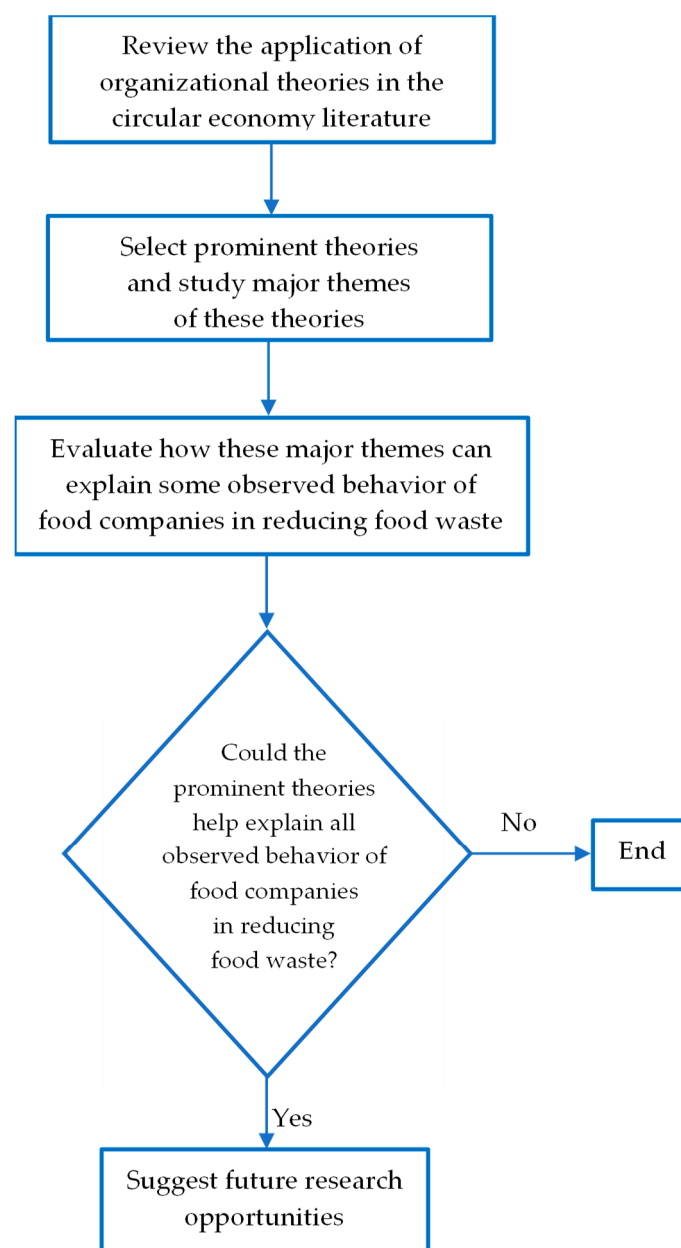 Review the application of
organizational theories in the
circular economy literature
Select prominent theories
and study major themes
of these theories
Evaluate how these major themes can
explain some observed behavior of
food companies in reducing food waste
Could the
prominent theories
help explain all
observed behavior of
food companies
in reducing
food waste?
No
End
Yes
Suggest future research
opportunities